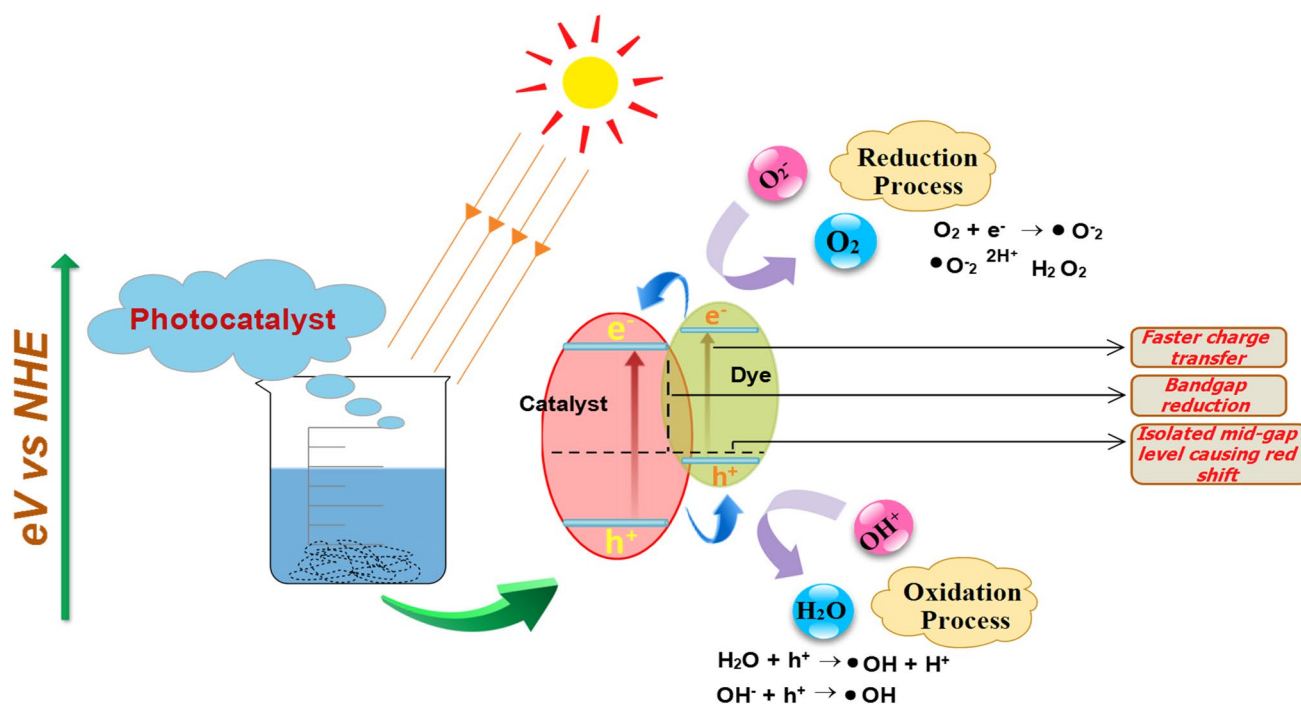 eV vs NHE
Photocatalyst
Reduction
Process
O₂⁻
O₂
O₂ + e⁻ → ● O⁻₂
● O⁻₂ 2H⁺ H₂ O₂
e⁻
e⁻
Catalyst
Dye
h⁺
h⁺
Faster charge
transfer
Bandgap
reduction
Isolated mid-gap
level causing red
shift
OH⁺
H₂O
Oxidation
Process
H₂O + h⁺ → ● OH + H⁺
OH⁻ + h⁺ → ● OH